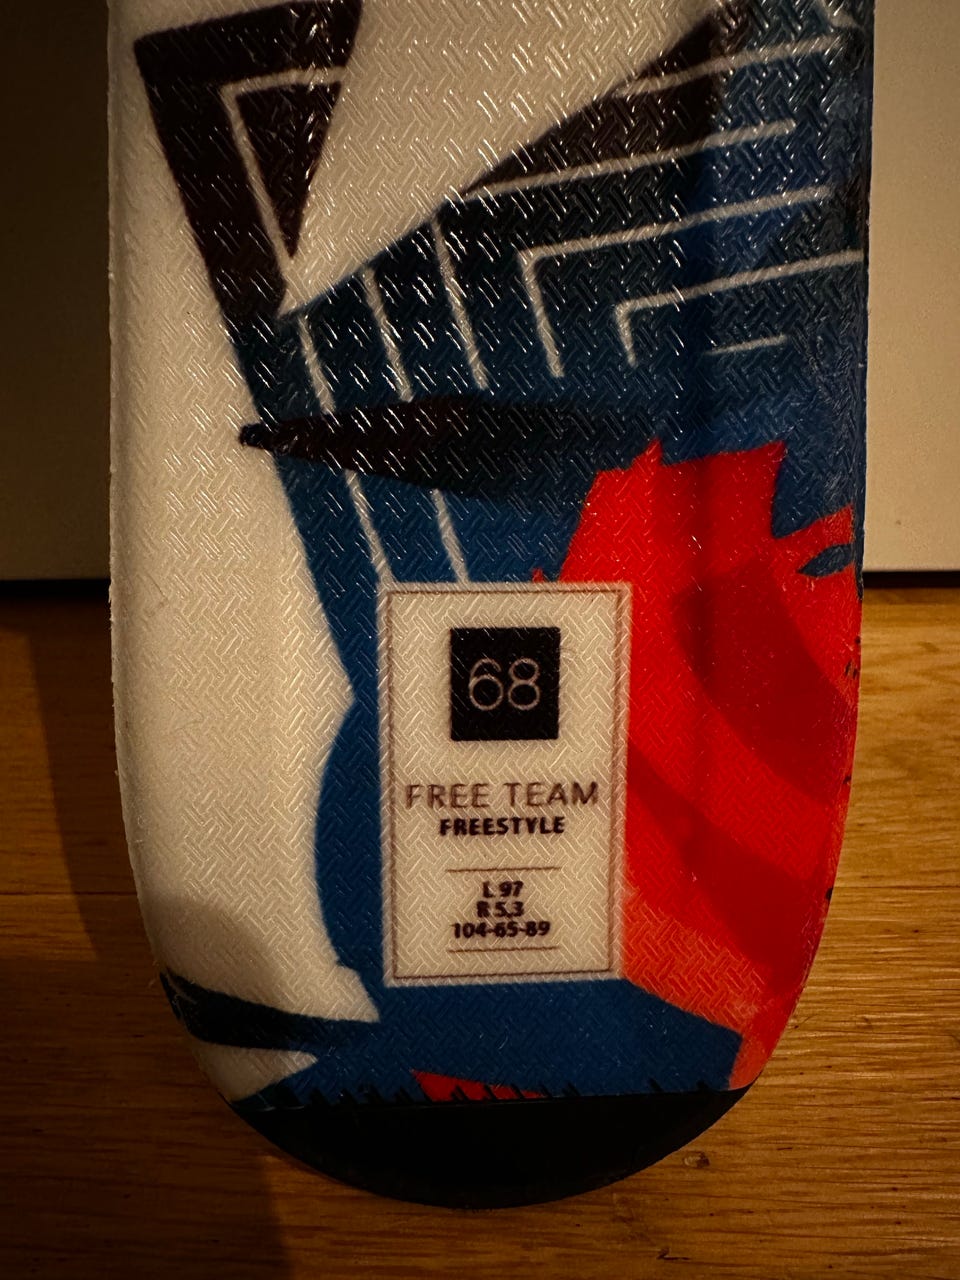 68
FREE TEAM
FREESTYLE
L 97
R 5.3
104-65-89